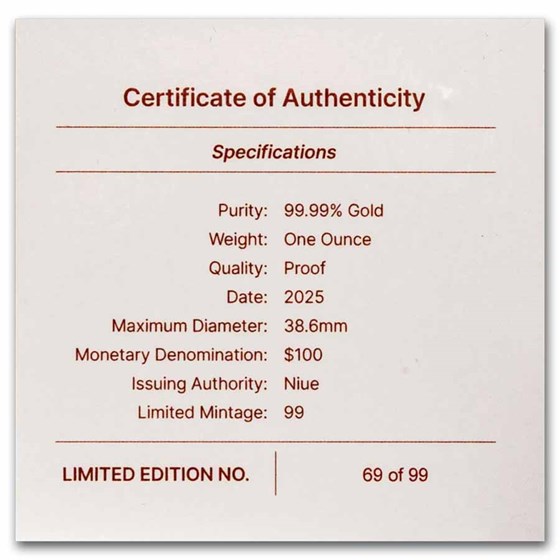 Certificate of Authenticity
Specifications
Purity: 99.99% Gold
Weight: One Ounce
Quality: Proof
Date: 2025
Maximum Diameter: 38.6mm
Monetary Denomination: $100
Issuing Authority: Niue
Limited Mintage: 99
LIMITED EDITION NO. 69 of 99